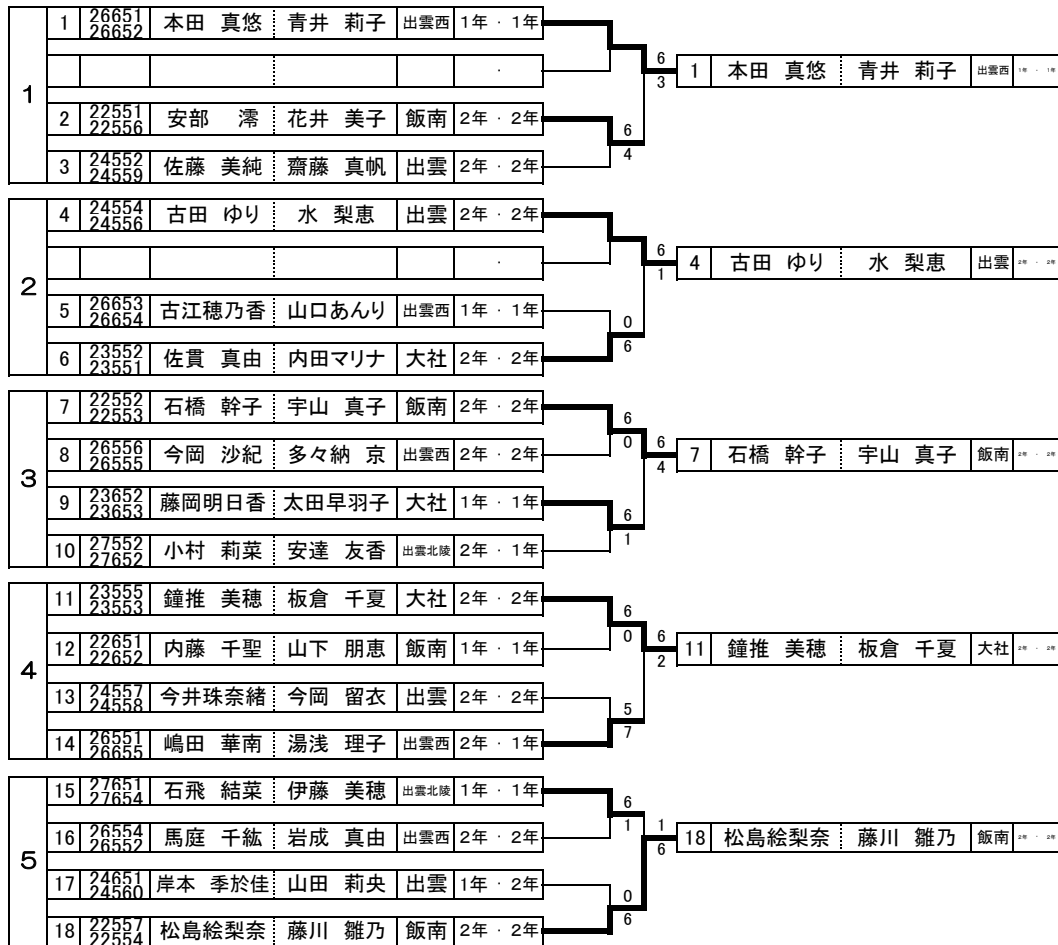 1 26651 26652 本田 真悠 青井 莉子 出雲西 1年・1年
・
2 22551 22556 安部 澪 花井 美子 飯南 2年・2年
3 24552 24559 佐藤 美純 齋藤 真帆 出雲 2年・2年
1
6
3
6
4
1 本田 真悠 青井 莉子 出雲西 1年・1年
4 24554 24556 古田 ゆり 水 梨恵 出雲 2年・2年
・
5 26653 26654 古江穂乃香 山口あんり 出雲西 1年・1年
6 23552 23551 佐貫 真由 内田マリナ 大社 2年・2年
2
6
1
0
6
4 古田 ゆり 水 梨恵 出雲 2年・2年
7 22552 22553 石橋 幹子 宇山 真子 飯南 2年・2年
8 26556 26555 今岡 沙紀 多々納 京 出雲西 2年・2年
9 23652 23653 藤岡明日香 太田早羽子 大社 1年・1年
10 27552 27652 小村 莉菜 安達 友香 出雲北陵 2年・1年
3
6
0
6
4
6
1
7 石橋 幹子 宇山 真子 飯南 2年・2年
11 23555 23553 鐘推 美穂 板倉 千夏 大社 2年・2年
12 22651 22652 内藤 千聖 山下 朋恵 飯南 1年・1年
13 24557 24558 今井珠奈緒 今岡 留衣 出雲 2年・2年
14 26551 26655 嶋田 華南 湯浅 理子 出雲西 2年・1年
4
6
0
6
2
5
7
11 鐘推 美穂 板倉 千夏 大社 2年・2年
15 27651 27654 石飛 結菜 伊藤 美穂 出雲北陵 1年・1年
16 26554 26552 馬庭 千紘 岩成 真由 出雲西 2年・2年
17 24651 24560 岸本 季於佳 山田 莉央 出雲 1年・2年
18 22557 22554 松島絵梨奈 藤川 雛乃 飯南 2年・2年
5
6
1
1
6
0
6
18 松島絵梨奈 藤川 雛乃 飯南 2年・2年